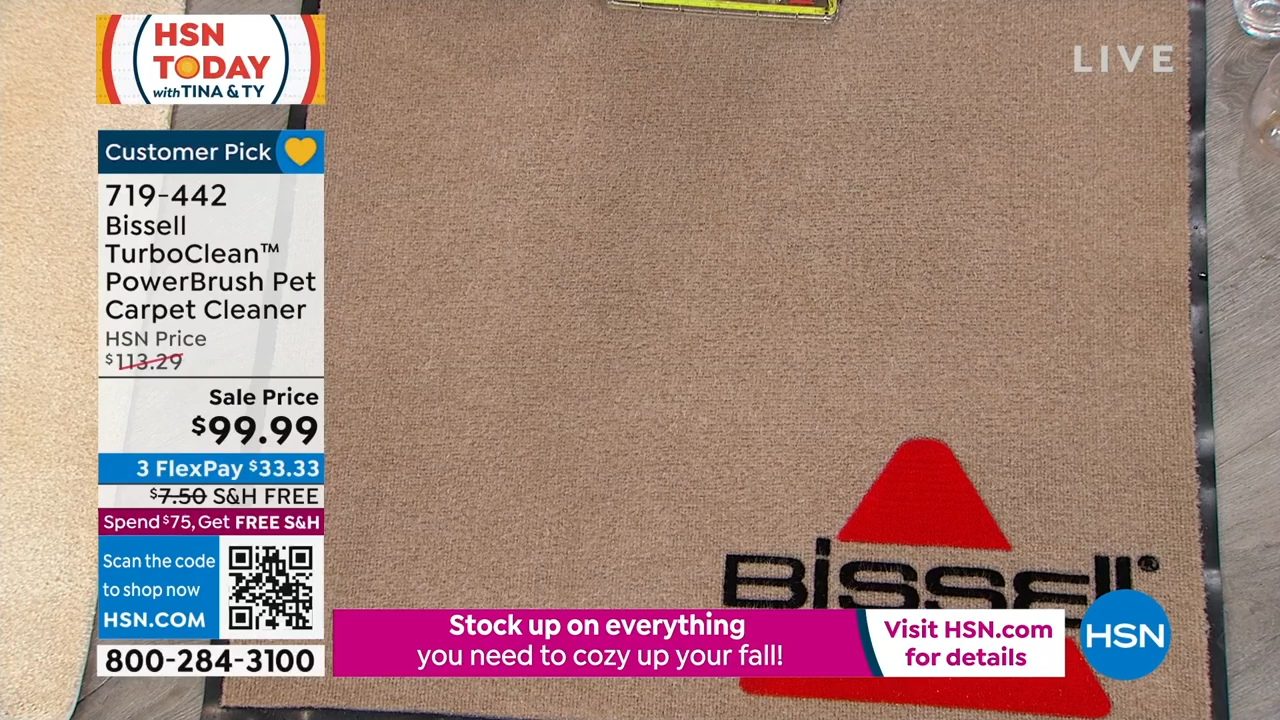 HSN
TODAY
with TINA & TY
LIVE
Customer Pick
719-442
Bissell
TurboClean™
PowerBrush Pet
Carpet Cleaner
HSN Price
$113.29
Sale Price
$99.99
3 FlexPay $33.33
$7.50 S&H FREE
Spend $75, Get FREE S&H
Scan the code
to shop now
HSN.COM
800-284-3100
Bissell®
Stock up on everything
you need to cozy up your fall!
Visit HSN.com
for details
HSN